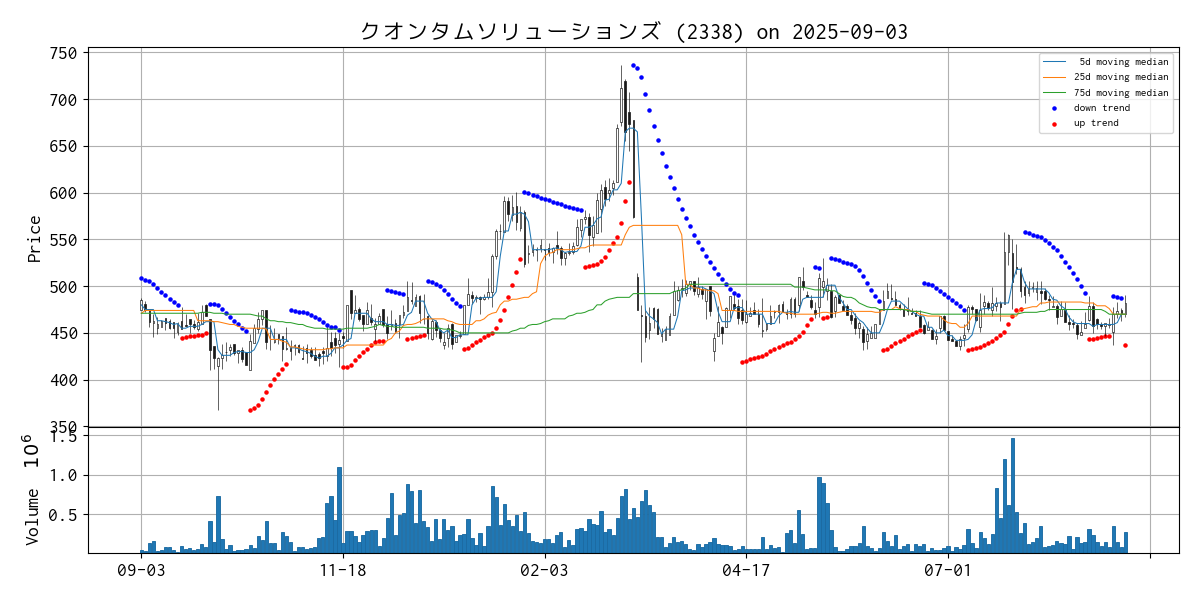 クオンタムソリューションズ (2338) on 2025-09-03
750
700
650
600
550
500
450
400
350
Price
5d moving median
25d moving median
75d moving median
down trend
up trend
1.5
1.0
0.5
Volume 10^6
09-03
11-18
02-03
04-17
07-01